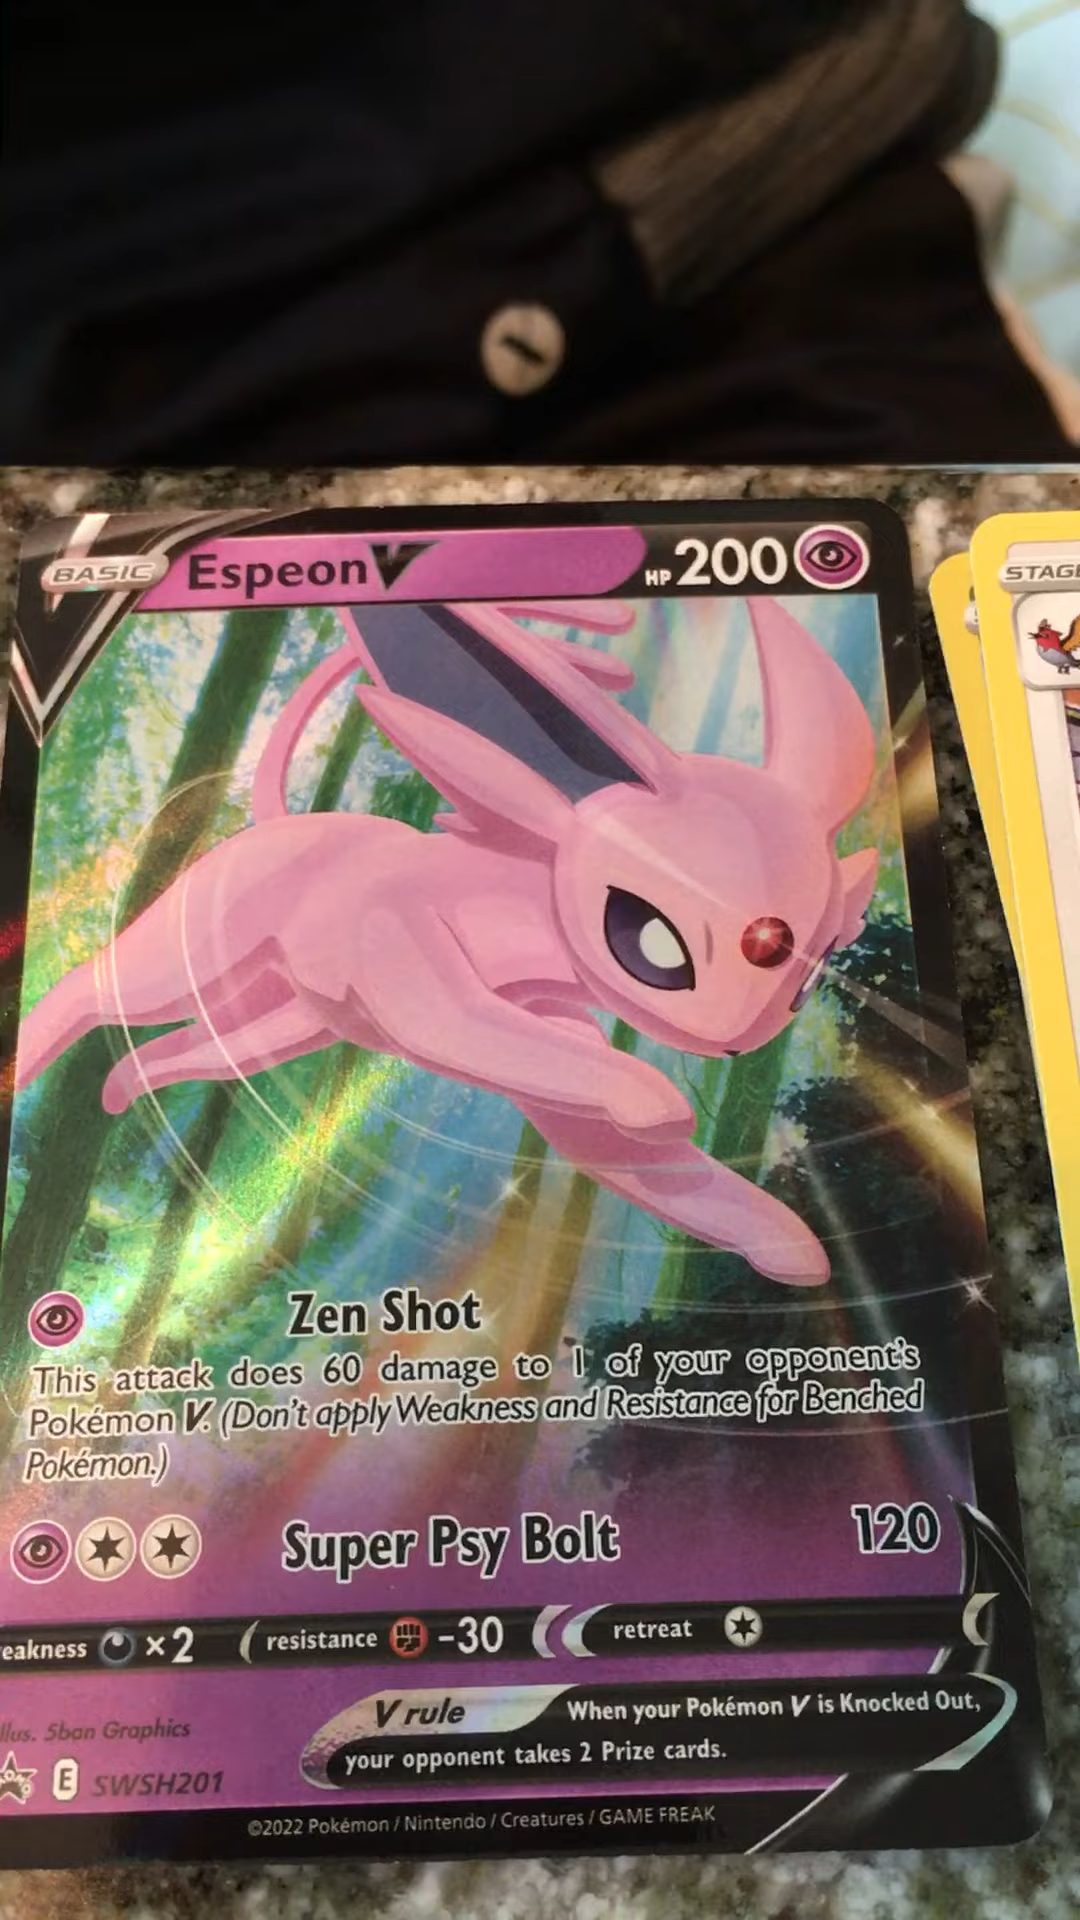 BASIC EspeonV HP 200
STAGE
Zen Shot
This attack does 60 damage to 1 of your opponent's
Pokémon V. (Don't apply Weakness and Resistance for Benched
Pokémon.)
Super Psy Bolt 120
eakness ×2 resistance -30 retreat
V rule When your Pokémon V is Knocked Out,
your opponent takes 2 Prize cards.
llus. 5ban Graphics
E SWSH201
©2022 Pokémon / Nintendo / Creatures / GAME FREAK